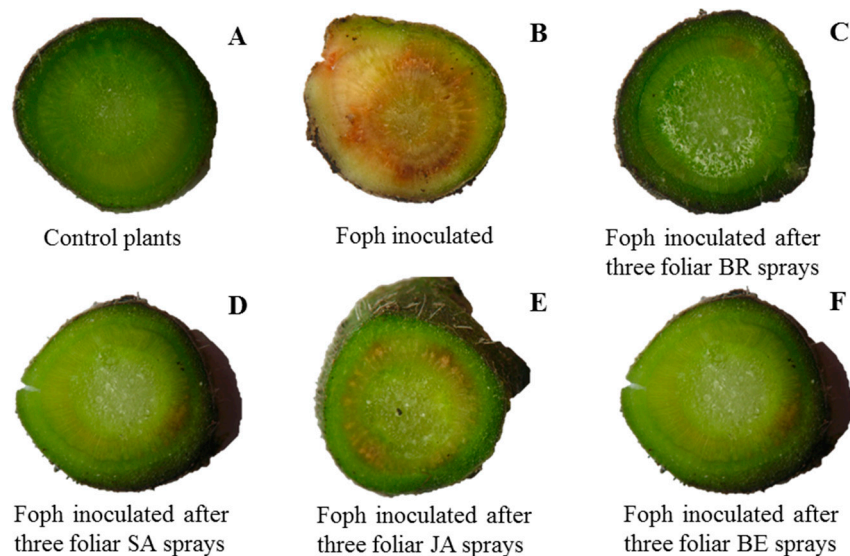 A
B
C
Control plants
Foph inoculated
Foph inoculated after
three foliar BR sprays
D
E
F
Foph inoculated after
three foliar SA sprays
Foph inoculated after
three foliar JA sprays
Foph inoculated after
three foliar BE sprays